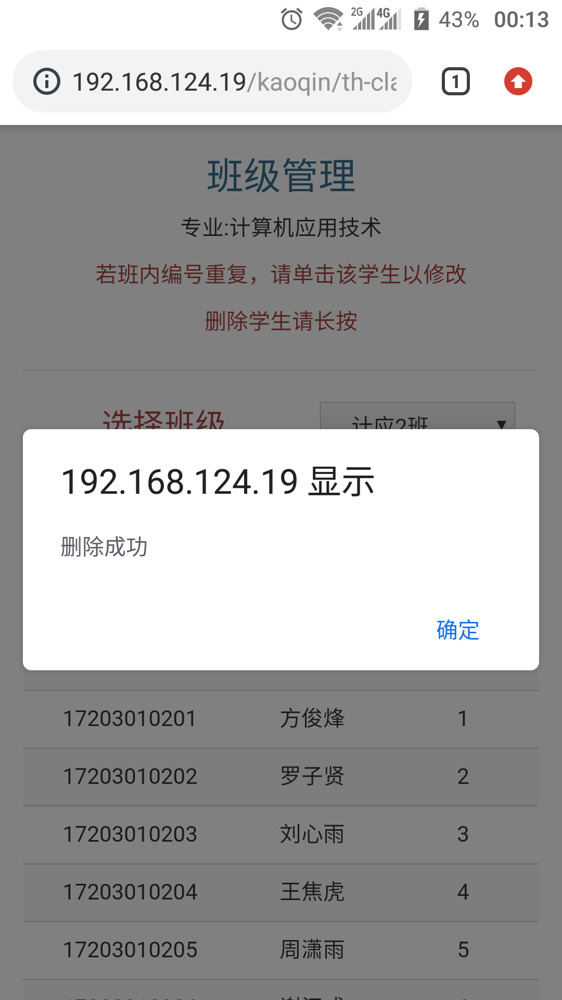 2G 4G 43% 00:13
192.168.124.19/kaoqin/th-cla
1
班级管理
专业:计算机应用技术
若班内编号重复，请单击该学生以修改
删除学生请长按
选择班级 计应2班 ▼
192.168.124.19 显示
删除成功
确定
17203010201 方俊烽 1
17203010202 罗子贤 2
17203010203 刘心雨 3
17203010204 王焦虎 4
17203010205 周潇雨 5